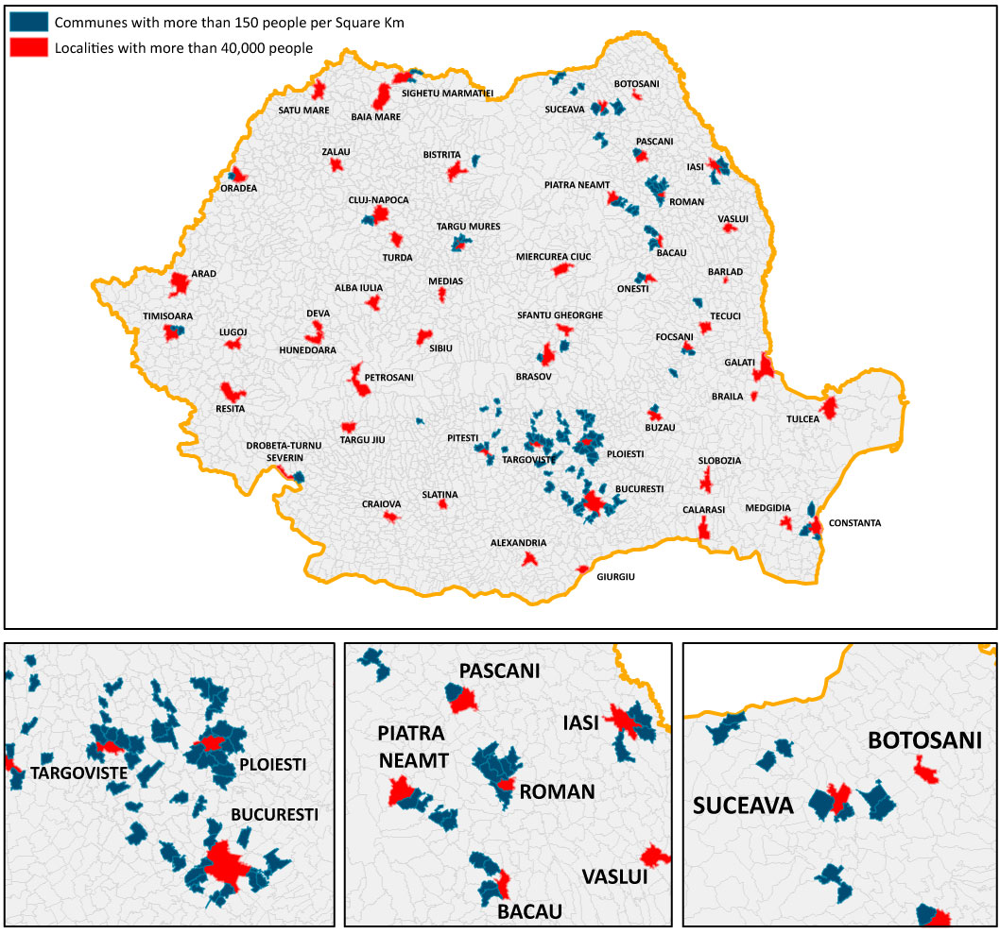 Communes with more than 150 people per Square Km
Localities with more than 40,000 people
BOTOSANI
SIGHETU MARMATIEI
SATU MARE
BAIA MARE
SUCEAVA
PASCANI
ZALAU
BISTRITA
IASI
ORADEA
PIATRA NEAMT
CLUJ-NAPOCA
ROMAN
VASLUI
TARGU MURES
TURDA
BACAU
MIERCUREA CIUC
ARAD
BARLAD
ALBA IULIA
MEDIAS
ONESTI
TIMISOARA
DEVA
SFANTU GHEORGHE
TECUCI
LUGOJ
HUNEDOARA
SIBIU
FOCSANI
GALATI
PETROSANI
BRASOV
BRAILA
RESITA
TULCEA
BUZAU
TARGU JIU
PITESTI
DROBETA-TURNU
SEVERIN
TARGOVISTE
PLOIESTI
SLOBOZIA
BUCURESTI
CRAIOVA
SLATINA
CALARASI
MEDGIDIA
CONSTANTA
ALEXANDRIA
GIURGIU
TARGOVISTE
PLOIESTI
BUCURESTI
PASCANI
IASI
PIATRA
NEAMT
ROMAN
VASLUI
BACAU
BOTOSANI
SUCEAVA